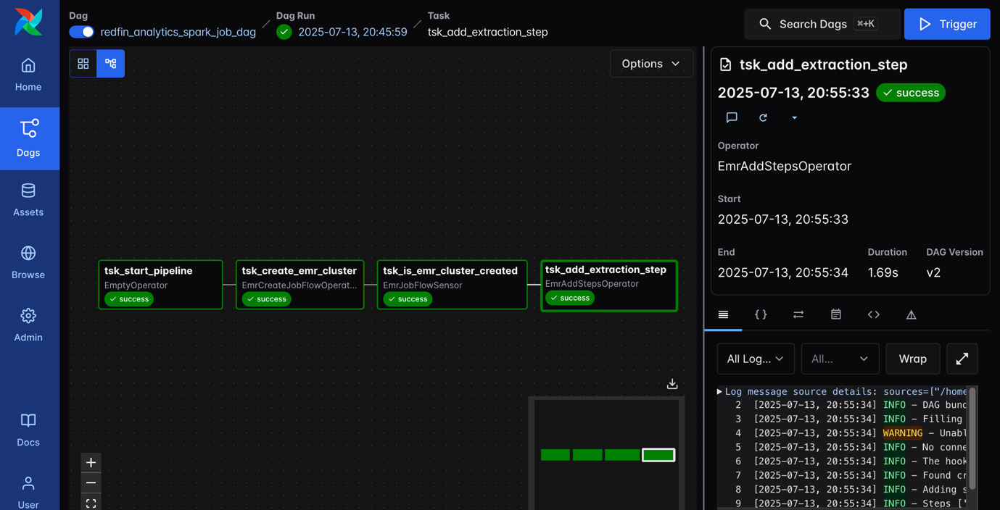 Dag
redfin_analytics_spark_job_dag
Dag Run
2025-07-13, 20:45:59
Task
tsk_add_extraction_step
Search Dags ⌘+K
Trigger
Home
Dags
Assets
Browse
Admin
Docs
User
Options
tsk_start_pipeline
EmptyOperator
success
tsk_create_emr_cluster
EmrCreateJobFlowOperat...
success
tsk_is_emr_cluster_created
EmrJobFlowSensor
success
tsk_add_extraction_step
EmrAddStepsOperator
success
tsk_add_extraction_step
2025-07-13, 20:55:33 success
Operator
EmrAddStepsOperator
Start
2025-07-13, 20:55:33
End Duration DAG Version
2025-07-13, 20:55:34 1.69s v2
All Log... All... Wrap
Log message source details: sources=["/home
2 [2025-07-13, 20:55:34] INFO - DAG bund
3 [2025-07-13, 20:55:34] INFO - Filling
4 [2025-07-13, 20:55:34] WARNING - Unabl
5 [2025-07-13, 20:55:34] INFO - No conne
6 [2025-07-13, 20:55:34] INFO - The hook
7 [2025-07-13, 20:55:34] INFO - Found cr
8 [2025-07-13, 20:55:34] INFO - Adding s
9 [2025-07-13, 20:55:34] INFO - Steps ['